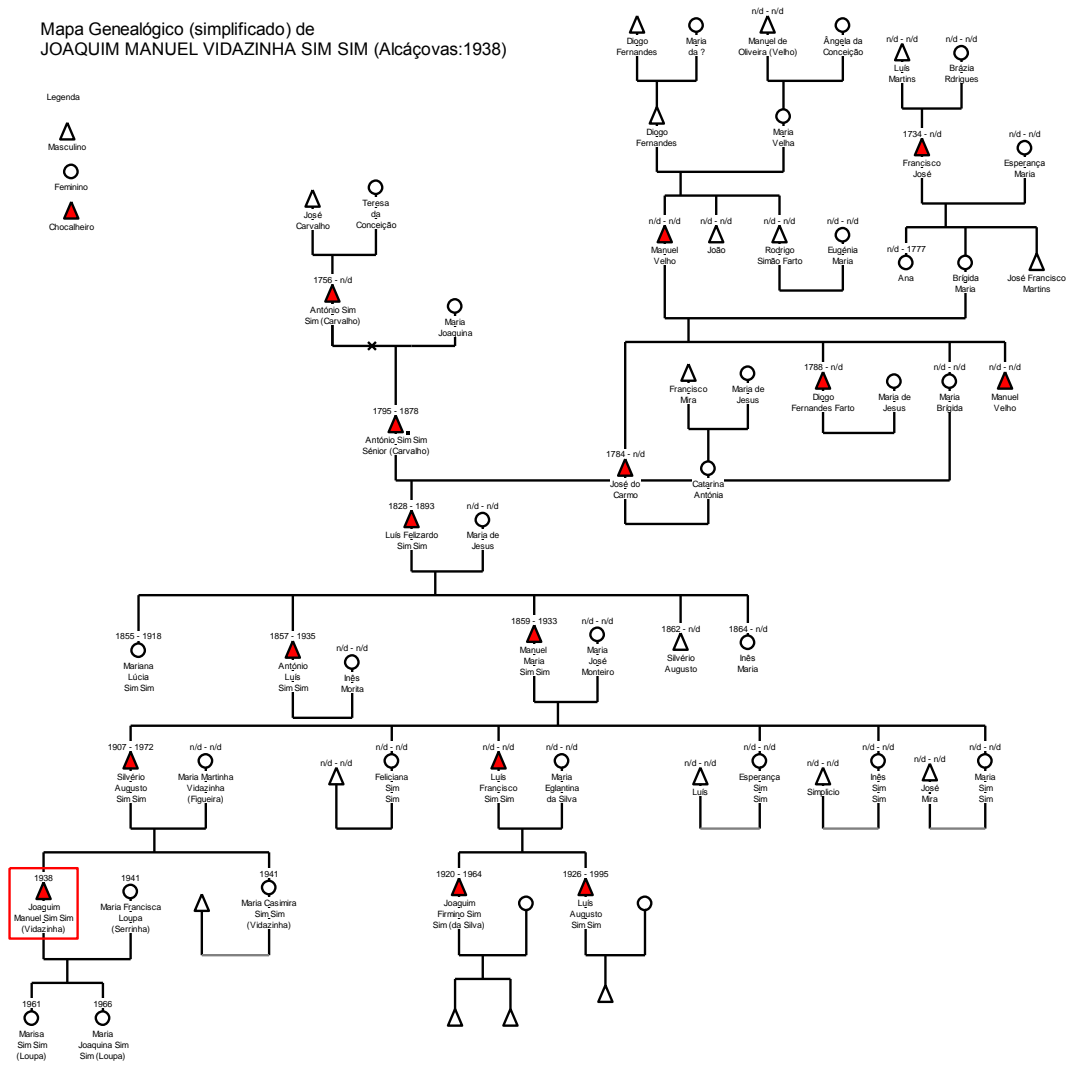 Mapa Genealógico (simplificado) de
JOAQUIM MANUEL VIDAZINHA SIM SIM (Alcáçovas:1938)
Legenda
Masculino
Feminino
Chocalheiro
Diogo
Fernandes
Maria
da ?
n/d - n/d
Manuel de
Oliveira (Velho)
Ângela da
Conceição
n/d - n/d
Luís
Martins
n/d - n/d
Brázia
Rdrigues
Diogo
Fernandes
Maria
Velha
1734 - n/d
Francisco
José
n/d - n/d
Esperança
Maria
José
Carvalho
Teresa
da
Conceição
n/d - n/d
Manuel
Velho
n/d - n/d
João
n/d - n/d
Rodrigo
Simão Farto
n/d - n/d
Eugénia
Maria
n/d - 1777
Ana
Brígida
Maria
José Francisco
Martins
1756 - n/d
António Sim
Sim (Carvalho)
Maria
Joaquina
Francisco
Mira
Maria de
Jesus
1788 - n/d
Diogo
Fernandes Farto
Maria de
Jesus
n/d - n/d
Maria
Brígida
n/d - n/d
Manuel
Velho
1795 - 1878
António Sim Sim
Sénior (Carvalho)
1784 - n/d
José do
Carmo
Catarina
Antónia
1828 - 1893
Luís Felizardo
Sim Sim
n/d - n/d
Maria de
Jesus
1855 - 1918
Mariana
Lúcia
Sim Sim
1857 - 1935
António
Luís
Sim Sim
n/d - n/d
Inês
Morita
1859 - 1933
Manuel
Maria
Sim Sim
n/d - n/d
Maria
José
Monteiro
1862 - n/d
Silvério
Augusto
1864 - n/d
Inês
Maria
1907 - 1972
Silvério
Augusto
Sim Sim
n/d - n/d
Maria Martinha
Vidazinha
(Figueira)
n/d - n/d
n/d - n/d
Feliciana
Sim
Sim
n/d - n/d
Luís
Francisco
Sim Sim
n/d - n/d
Maria
Eglantina
da Silva
n/d - n/d
Luís
n/d - n/d
Esperança
Sim
Sim
n/d - n/d
Simplicio
n/d - n/d
Inês
Sim
Sim
n/d - n/d
José
Mira
n/d - n/d
Maria
Sim
Sim
1938
Joaquim
Manuel Sim Sim
(Vidazinha)
1941
Maria Francisca
Loupa
(Serrinha)
1941
Maria Casimira
Sim Sim
(Vidazinha)
1920 - 1964
Joaquim
Firmino Sim
Sim (da Silva)
1926 - 1995
Luís
Augusto
Sim Sim
1961
Marisa
Sim Sim
(Loupa)
1966
Maria
Joaquina Sim
Sim (Loupa)